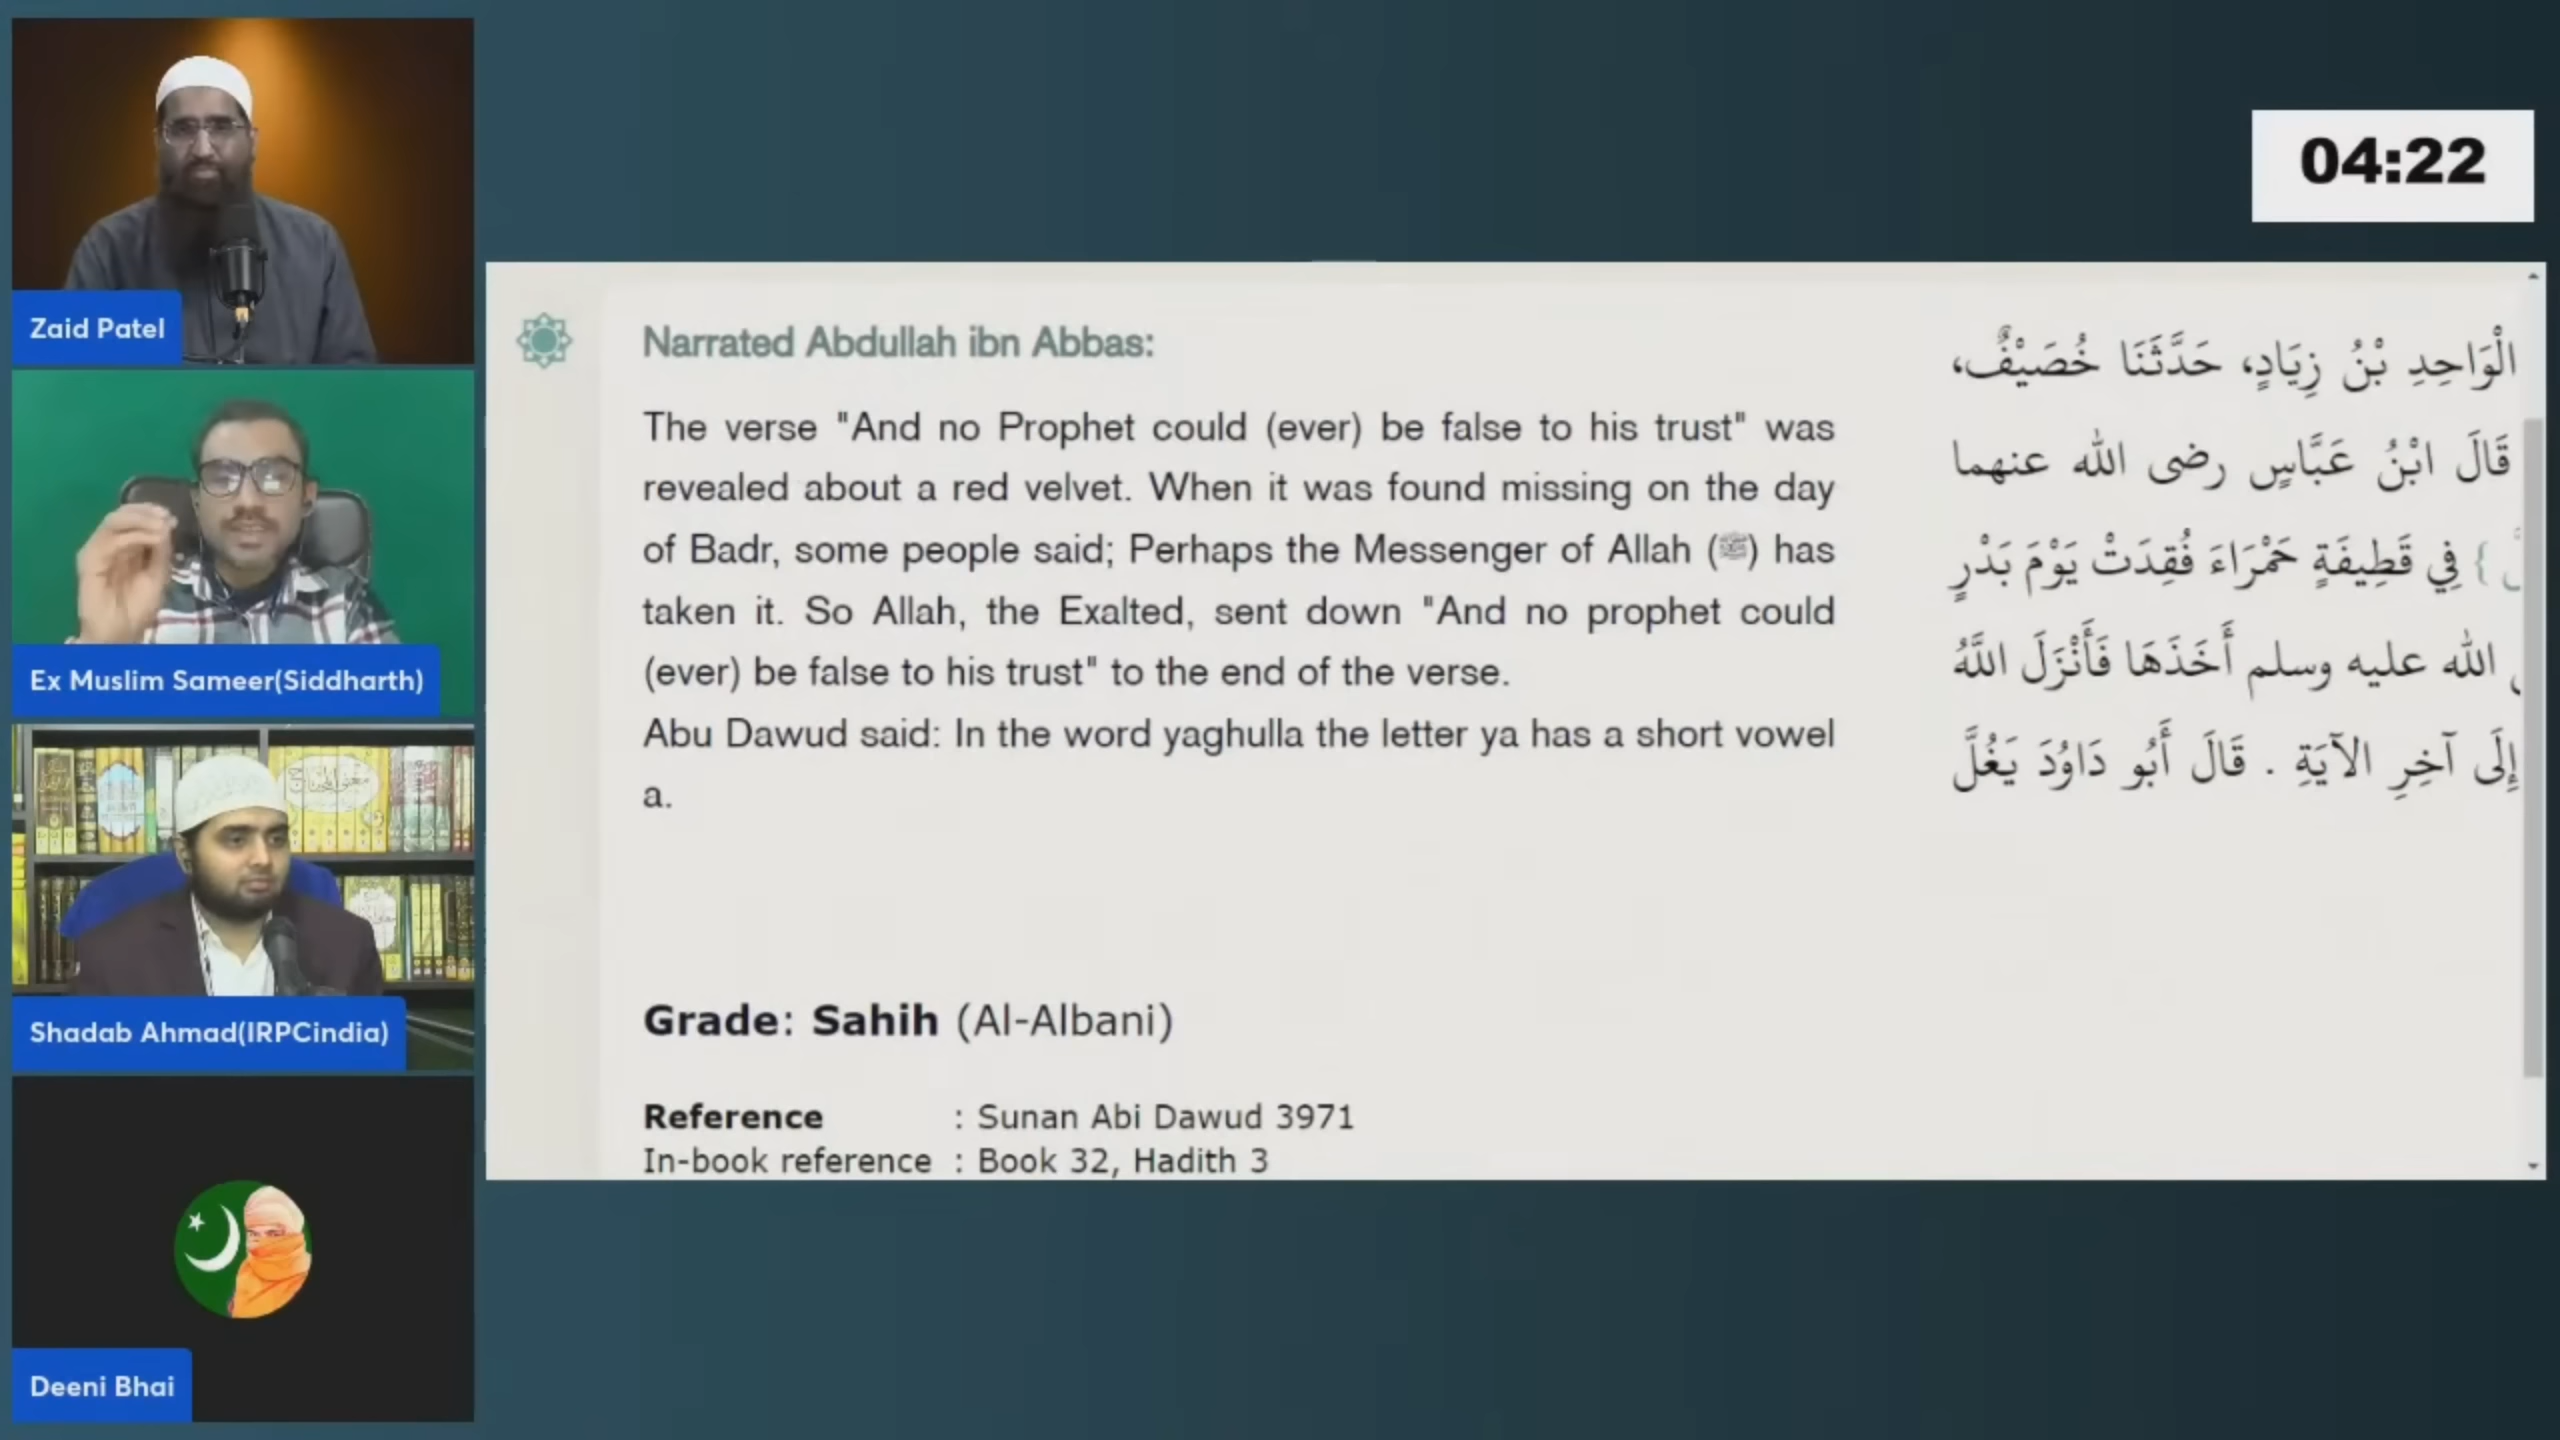 04:22
Zaid Patel
Ex Muslim Sameer(Siddharth)
Shadab Ahmad(IRPCindia)
Deeni Bhai
Narrated Abdullah ibn Abbas:
The verse "And no Prophet could (ever) be false to his trust" was
revealed about a red velvet. When it was found missing on the day
of Badr, some people said; Perhaps the Messenger of Allah (ﷺ) has
taken it. So Allah, the Exalted, sent down "And no prophet could
(ever) be false to his trust" to the end of the verse.
Abu Dawud said: In the word yaghulla the letter ya has a short vowel
a.
الْوَاحِدِ بْنُ زِيَادٍ، حَدَّثَنَا خُصَيْفٌ،
قَالَ ابْنُ عَبَّاسٍ رضى الله عنهما
} فِي قَطِيفَةٍ حَمْرَاءَ فُقِدَتْ يَوْمَ بَدْرٍ
الله عليه وسلم أَخَذَهَا فَأَنْزَلَ اللَّهُ
إِلَى آخِرِ الآيَةِ . قَالَ أَبُو دَاوُدَ يَغُلَّ
Grade: Sahih (Al-Albani)
Reference : Sunan Abi Dawud 3971
In-book reference : Book 32, Hadith 3